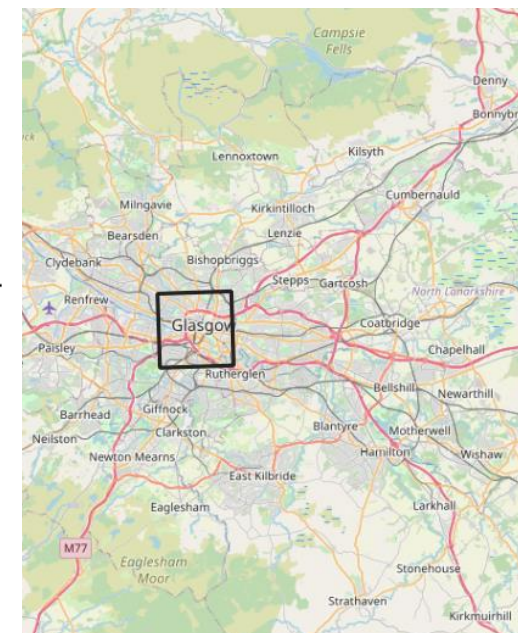 Campsie
Fells
Denny
Bonnybr
Lennoxtown
Kilsyth
Cumbernauld
Milngavie
Kirkintilloch
Bearsden
Lenzie
Clydebank
Bishopbriggs
Stepps
Gartcosh
North Lanarkshire
Renfrew
Glasgow
Coatbridge
Paisley
Chapelhall
Rutherglen
Bellshill
Newarthill
Barrhead
Giffnock
Blantyre
Motherwell
Neilston
Clarkston
Hamilton
Wishaw
Newton Mearns
East Kilbride
Eaglesham
Larkhall
M77
Eaglesham
Moor
Stonehouse
Strathaven
Kirkmuirhill